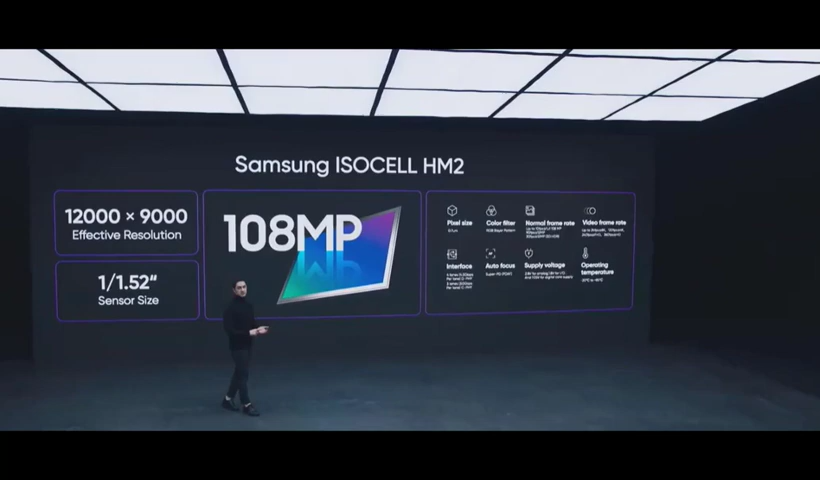 Samsung ISOCELL HM2
12000 × 9000
Effective Resolution
1/1.52"
Sensor Size
108MP
Pixel size
Color filter
Normal frame rate
Video frame rate
Interface
Auto focus
Supply voltage
Operating
temperature